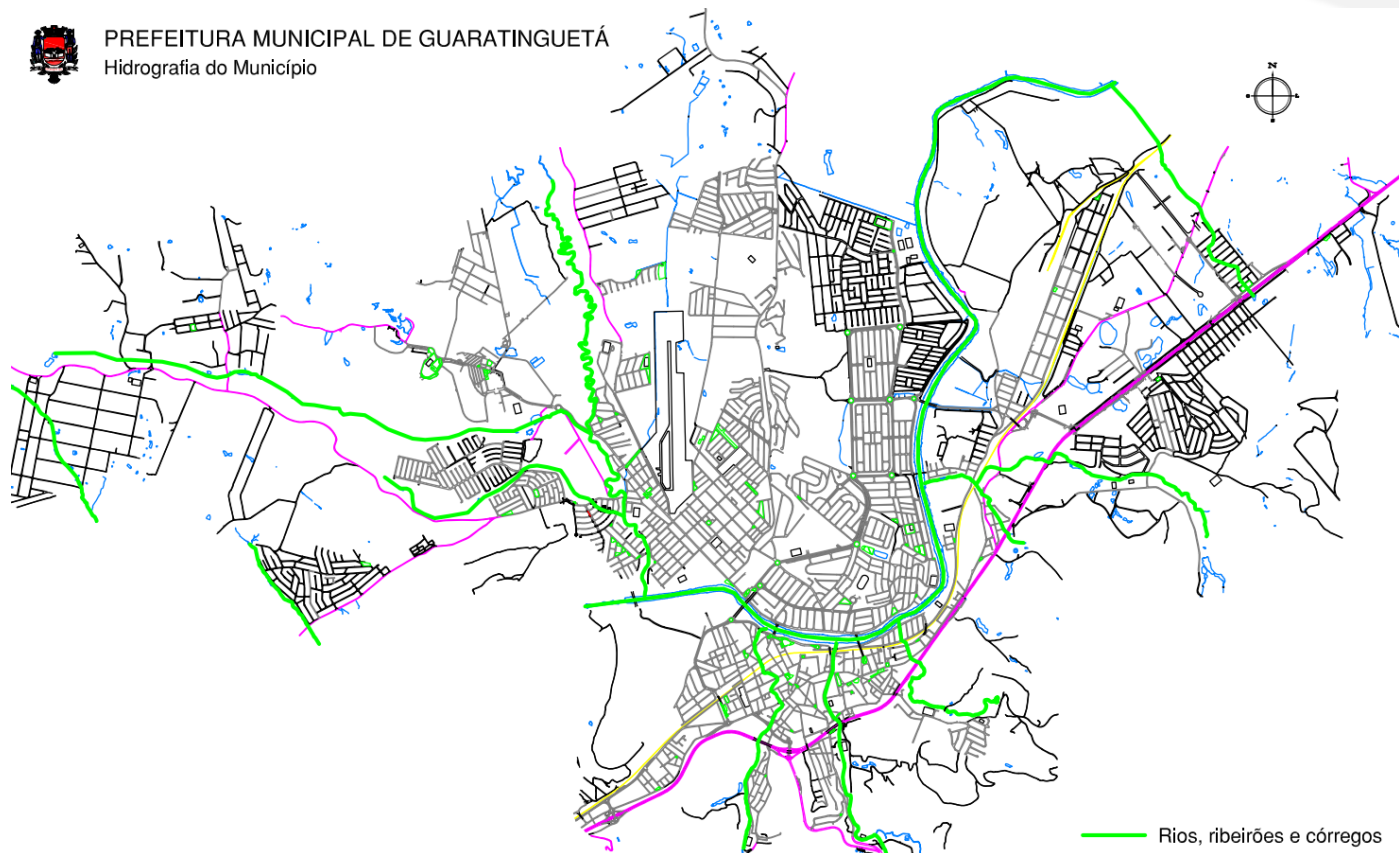 PREFEITURA MUNICIPAL DE GUARATINGUETÁ
Hidrografia do Município
N
Rios, ribeirões e córregos